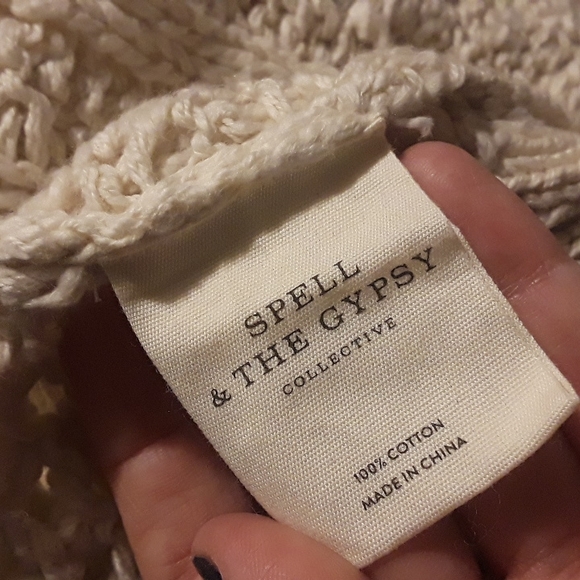 SPELL
& THE GYPSY
COLLECTIVE
100% COTTON
MADE IN CHINA